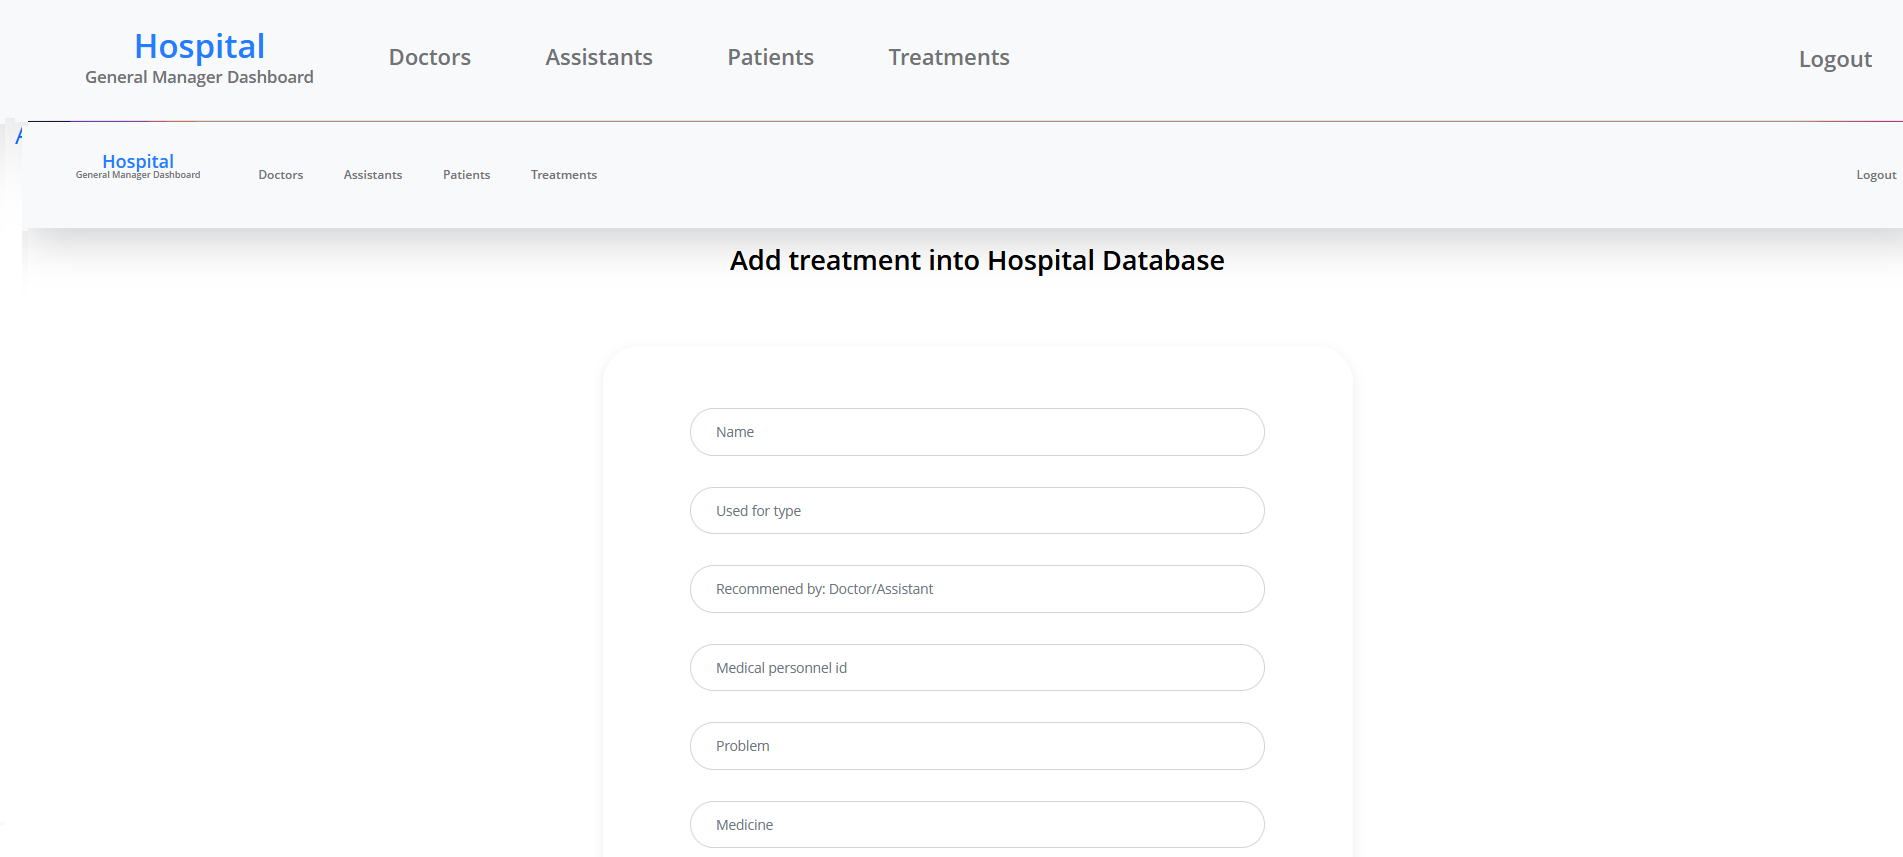 Hospital
General Manager Dashboard
Doctors
Assistants
Patients
Treatments
Logout
Hospital
General Manager Dashboard
Doctors
Assistants
Patients
Treatments
Logout
Add treatment into Hospital Database
Name
Used for type
Recommened by: Doctor/Assistant
Medical personnel id
Problem
Medicine